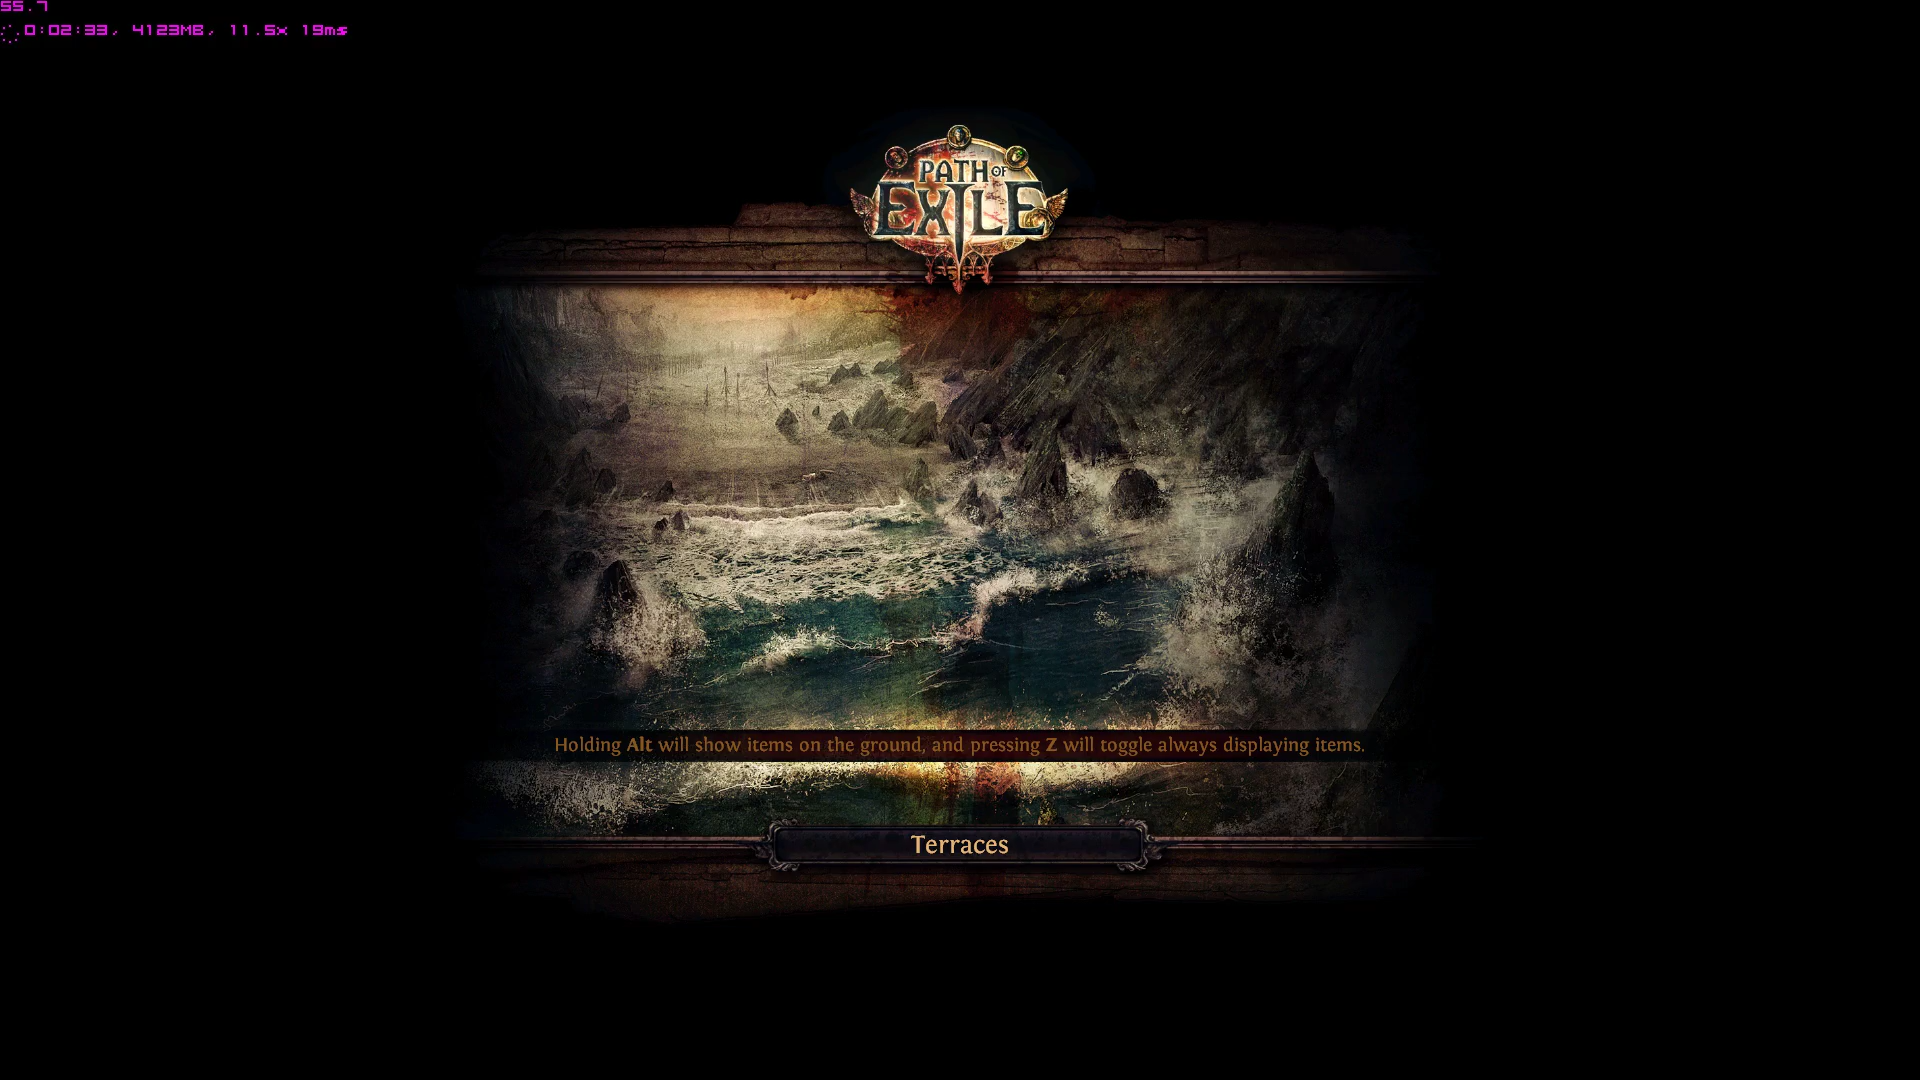 55.7
0:02:33, 4123MB, 11.5x 19ms
PATH OF
EXILE
Holding Alt will show items on the ground, and pressing Z will toggle always displaying items.
Terraces